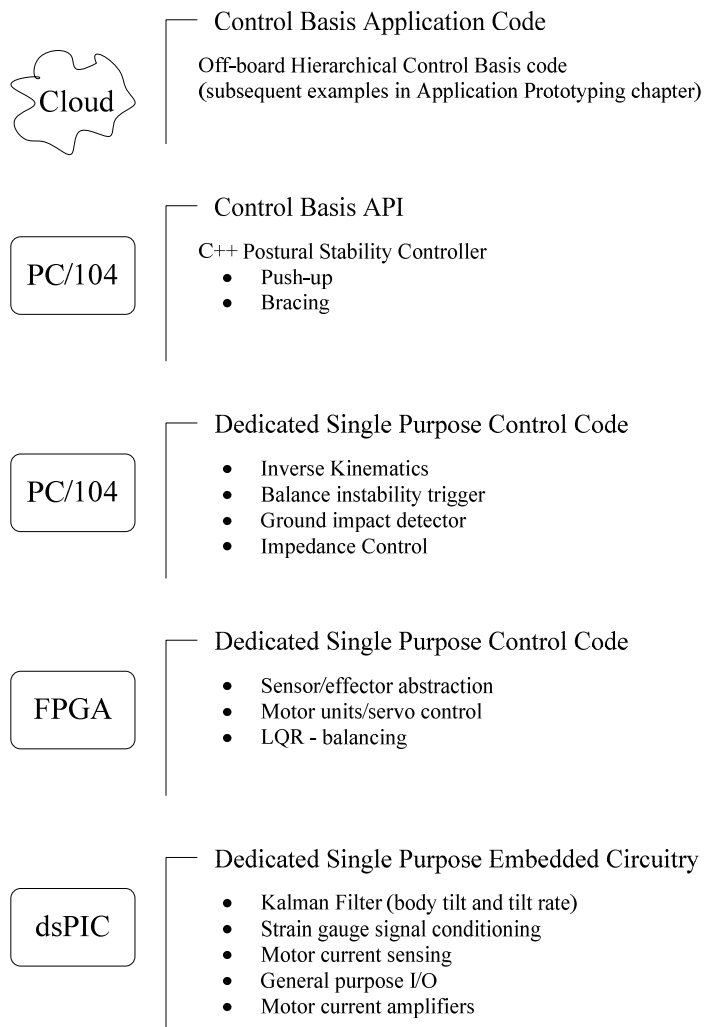 Control Basis Application Code
Cloud
Off-board Hierarchical Control Basis code
(subsequent examples in Application Prototyping chapter)
Control Basis API
PC/104
C++ Postural Stability Controller
• Push-up
• Bracing
Dedicated Single Purpose Control Code
PC/104
• Inverse Kinematics
• Balance instability trigger
• Ground impact detector
• Impedance Control
Dedicated Single Purpose Control Code
FPGA
• Sensor/effector abstraction
• Motor units/servo control
• LQR - balancing
Dedicated Single Purpose Embedded Circuitry
dsPIC
• Kalman Filter (body tilt and tilt rate)
• Strain gauge signal conditioning
• Motor current sensing
• General purpose I/O
• Motor current amplifiers